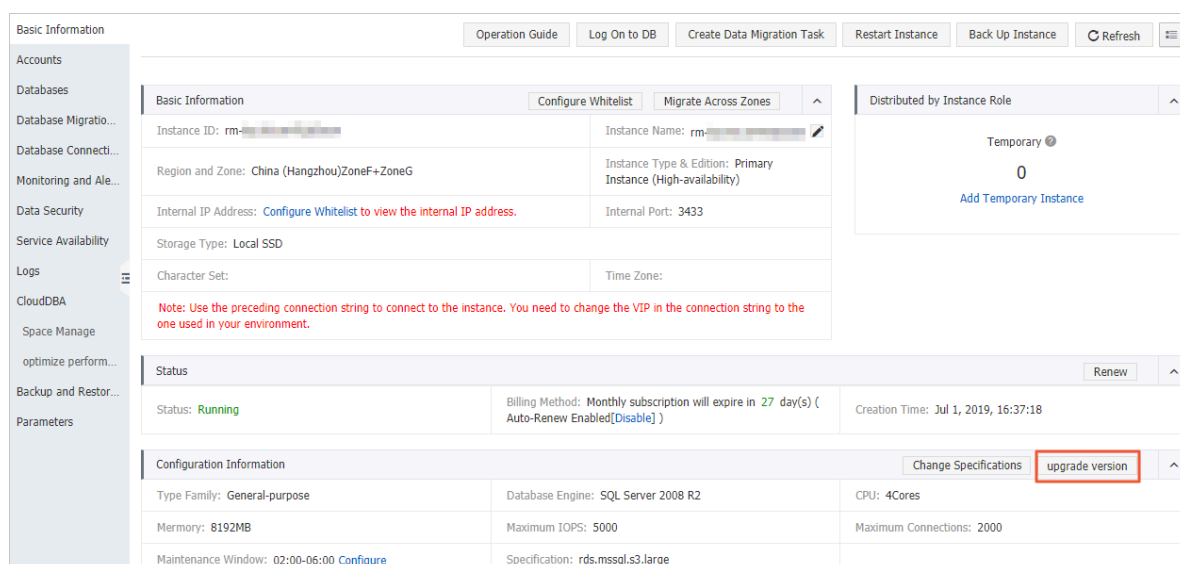 Basic Information
Accounts
Databases
Database Migratio...
Database Connecti...
Monitoring and Ale...
Data Security
Service Availability
Logs
CloudDBA
Space Manage
optimize perform...
Backup and Restor...
Parameters
Operation Guide Log On to DB Create Data Migration Task Restart Instance Back Up Instance Refresh
Basic Information Configure Whitelist Migrate Across Zones
Instance ID: rm- Instance Name: rm-
Region and Zone: China (Hangzhou)ZoneF+ZoneG
Instance Type & Edition: Primary
Instance (High-availability)
Internal IP Address: Configure Whitelist to view the internal IP address. Internal Port: 3433
Storage Type: Local SSD
Character Set: Time Zone:
Note: Use the preceding connection string to connect to the instance. You need to change the VIP in the connection string to the
one used in your environment.
Distributed by Instance Role
Temporary
0
Add Temporary Instance
Status Renew
Status: Running
Billing Method: Monthly subscription will expire in 27 day(s) (
Auto-Renew Enabled[Disable] )
Creation Time: Jul 1, 2019, 16:37:18
Configuration Information Change Specifications upgrade version
Type Family: General-purpose Database Engine: SQL Server 2008 R2 CPU: 4Cores
Mermory: 8192MB Maximum IOPS: 5000 Maximum Connections: 2000
Maintenance Window: 02:00-06:00 Configure Specification: rds.mssql.s3.large